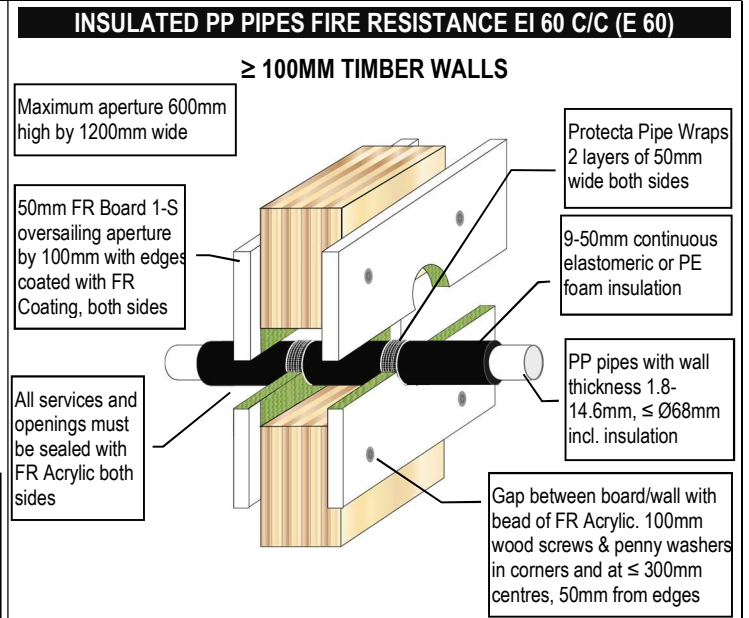 INSULATED PP PIPES FIRE RESISTANCE EI 60 C/C (E 60)
≥ 100MM TIMBER WALLS
Maximum aperture 600mm
high by 1200mm wide
50mm FR Board 1-S
oversailing aperture
by 100mm with edges
coated with FR
Coating, both sides
All services and
openings must
be sealed with
FR Acrylic both
sides
Protecta Pipe Wraps
2 layers of 50mm
wide both sides
9-50mm continuous
elastomeric or PE
foam insulation
PP pipes with wall
thickness 1.8-
14.6mm, ≤ Ø68mm
incl. insulation
Gap between board/wall with
bead of FR Acrylic. 100mm
wood screws & penny washers
in corners and at ≤ 300mm
centres, 50mm from edges